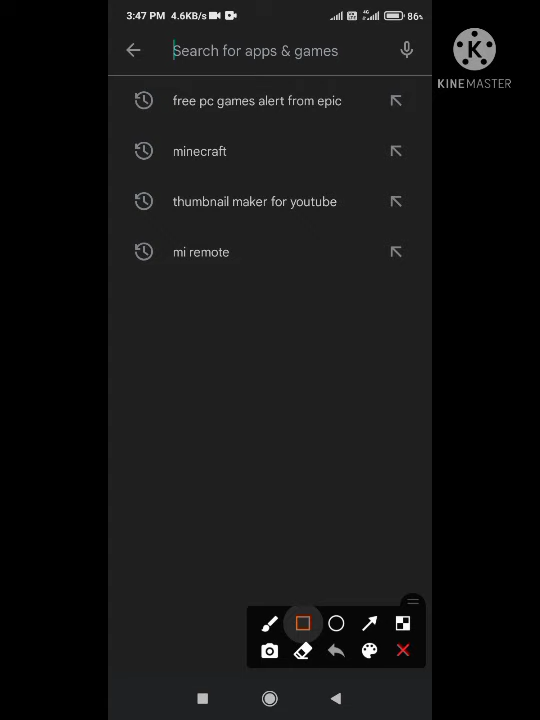 3:47 PM 4.6KB/s 4G 86%
Search for apps & games
K
KINEMASTER
free pc games alert from epic
minecraft
thumbnail maker for youtube
mi remote